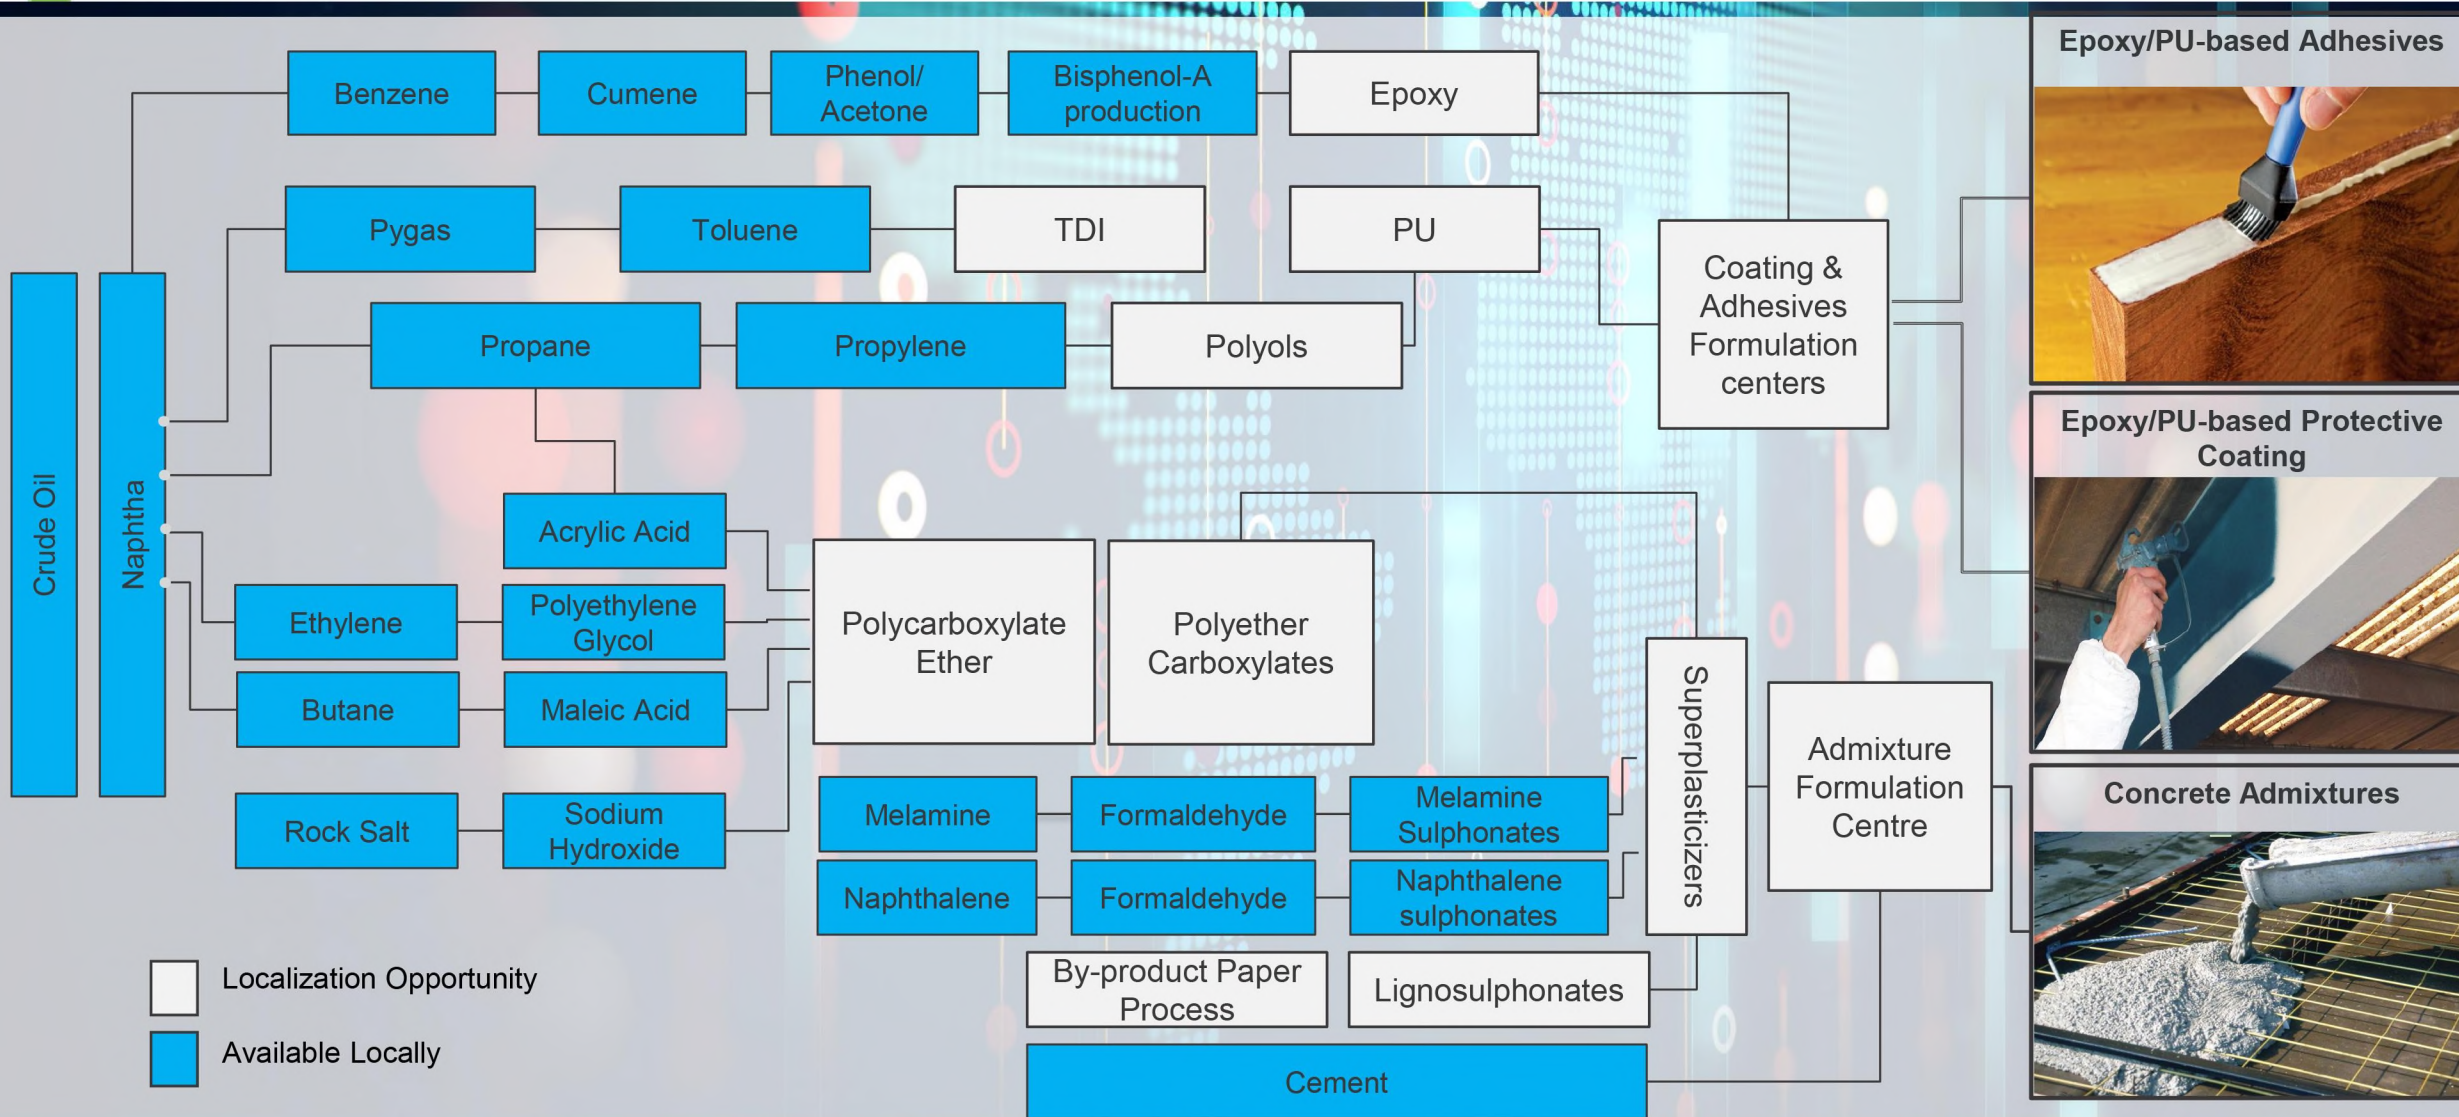 Epoxy/PU-based Adhesives
Benzene
Cumene
Phenol/
Acetone
Bisphenol-A
production
Epoxy
Pygas
Toluene
TDI
PU
Coating &
Adhesives
Formulation
centers
Propane
Propylene
Polyols
Epoxy/PU-based Protective
Coating
Crude Oil
Naphtha
Acrylic Acid
Ethylene
Polyethylene
Glycol
Butane
Maleic Acid
Polycarboxylate
Ether
Polyether
Carboxylates
Superplasticizers
Admixture
Formulation
Centre
Concrete Admixtures
Rock Salt
Sodium
Hydroxide
Melamine
Formaldehyde
Melamine
Sulphonates
Naphthalene
Formaldehyde
Naphthalene
sulphonates
By-product Paper
Process
Lignosulphonates
Cement
Localization Opportunity
Available Locally